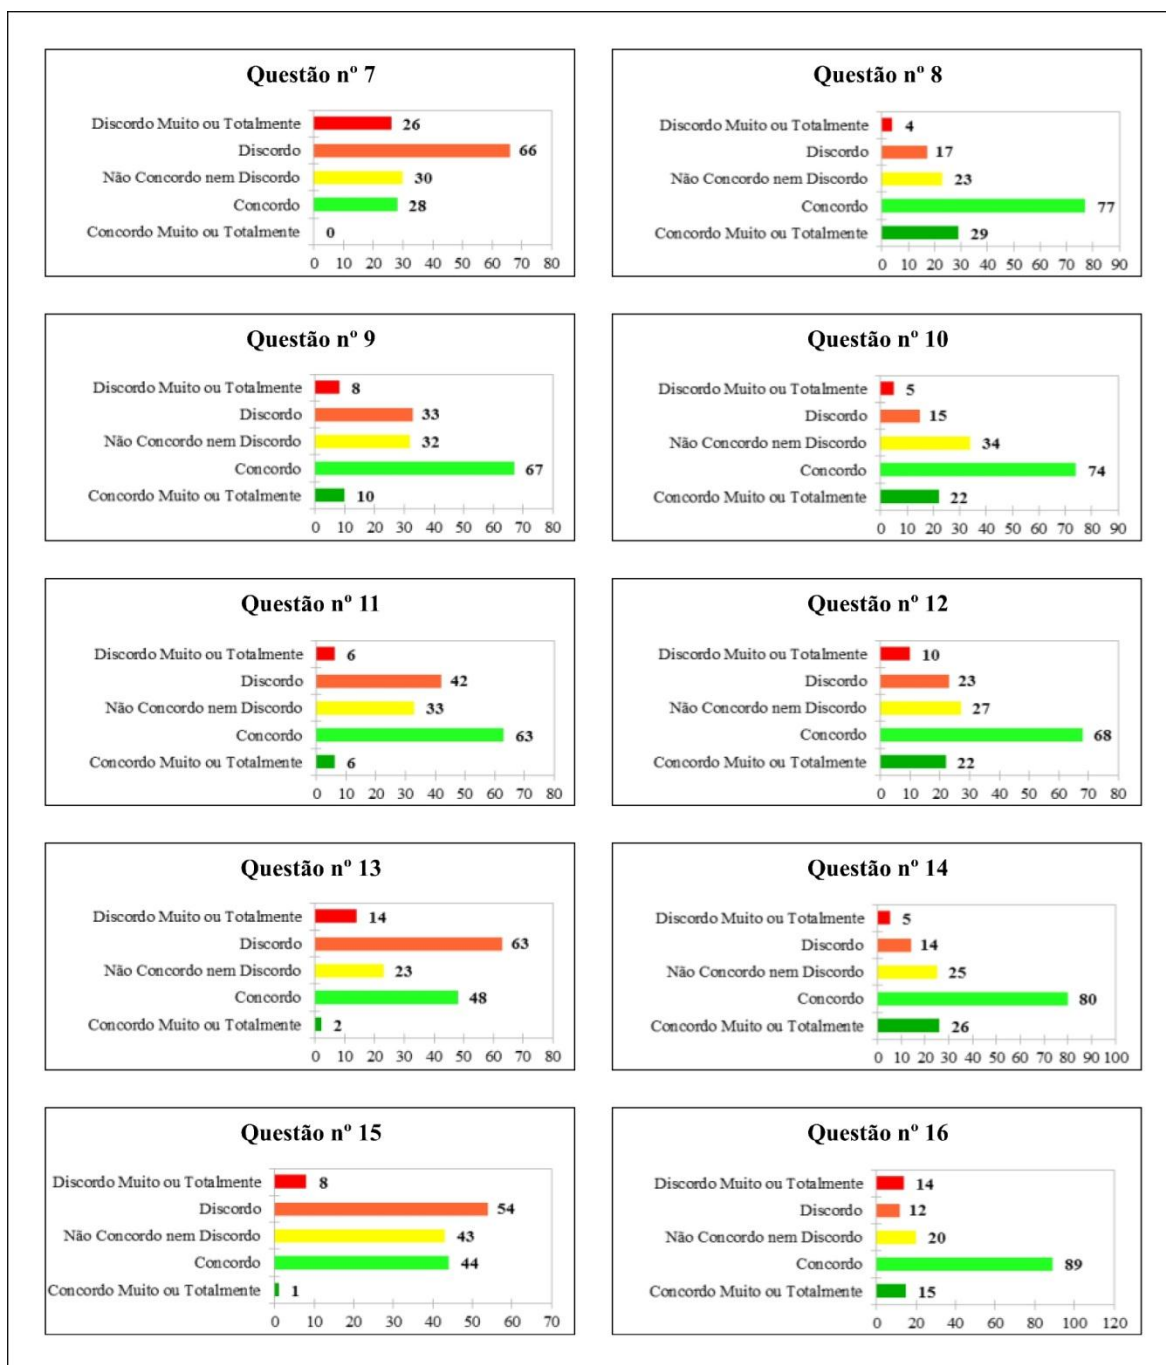 Questão nº 7
Discordo Muito ou Totalmente 26
Discordo 66
Não Concordo nem Discordo 30
Concordo 28
Concordo Muito ou Totalmente 0
0 10 20 30 40 50 60 70 80
Questão nº 8
Discordo Muito ou Totalmente 4
Discordo 17
Não Concordo nem Discordo 23
Concordo 77
Concordo Muito ou Totalmente 29
0 10 20 30 40 50 60 70 80 90
Questão nº 9
Discordo Muito ou Totalmente 8
Discordo 33
Não Concordo nem Discordo 32
Concordo 67
Concordo Muito ou Totalmente 10
0 10 20 30 40 50 60 70 80
Questão nº 10
Discordo Muito ou Totalmente 5
Discordo 15
Não Concordo nem Discordo 34
Concordo 74
Concordo Muito ou Totalmente 22
0 10 20 30 40 50 60 70 80 90
Questão nº 11
Discordo Muito ou Totalmente 6
Discordo 42
Não Concordo nem Discordo 33
Concordo 63
Concordo Muito ou Totalmente 6
0 10 20 30 40 50 60 70 80
Questão nº 12
Discordo Muito ou Totalmente 10
Discordo 23
Não Concordo nem Discordo 27
Concordo 68
Concordo Muito ou Totalmente 22
0 10 20 30 40 50 60 70 80
Questão nº 13
Discordo Muito ou Totalmente 14
Discordo 63
Não Concordo nem Discordo 23
Concordo 48
Concordo Muito ou Totalmente 2
0 10 20 30 40 50 60 70 80
Questão nº 14
Discordo Muito ou Totalmente 5
Discordo 14
Não Concordo nem Discordo 25
Concordo 80
Concordo Muito ou Totalmente 26
0 10 20 30 40 50 60 70 80 90 100
Questão nº 15
Discordo Muito ou Totalmente 8
Discordo 54
Não Concordo nem Discordo 43
Concordo 44
Concordo Muito ou Totalmente 1
0 10 20 30 40 50 60 70
Questão nº 16
Discordo Muito ou Totalmente 14
Discordo 12
Não Concordo nem Discordo 20
Concordo 89
Concordo Muito ou Totalmente 15
0 20 40 60 80 100 120